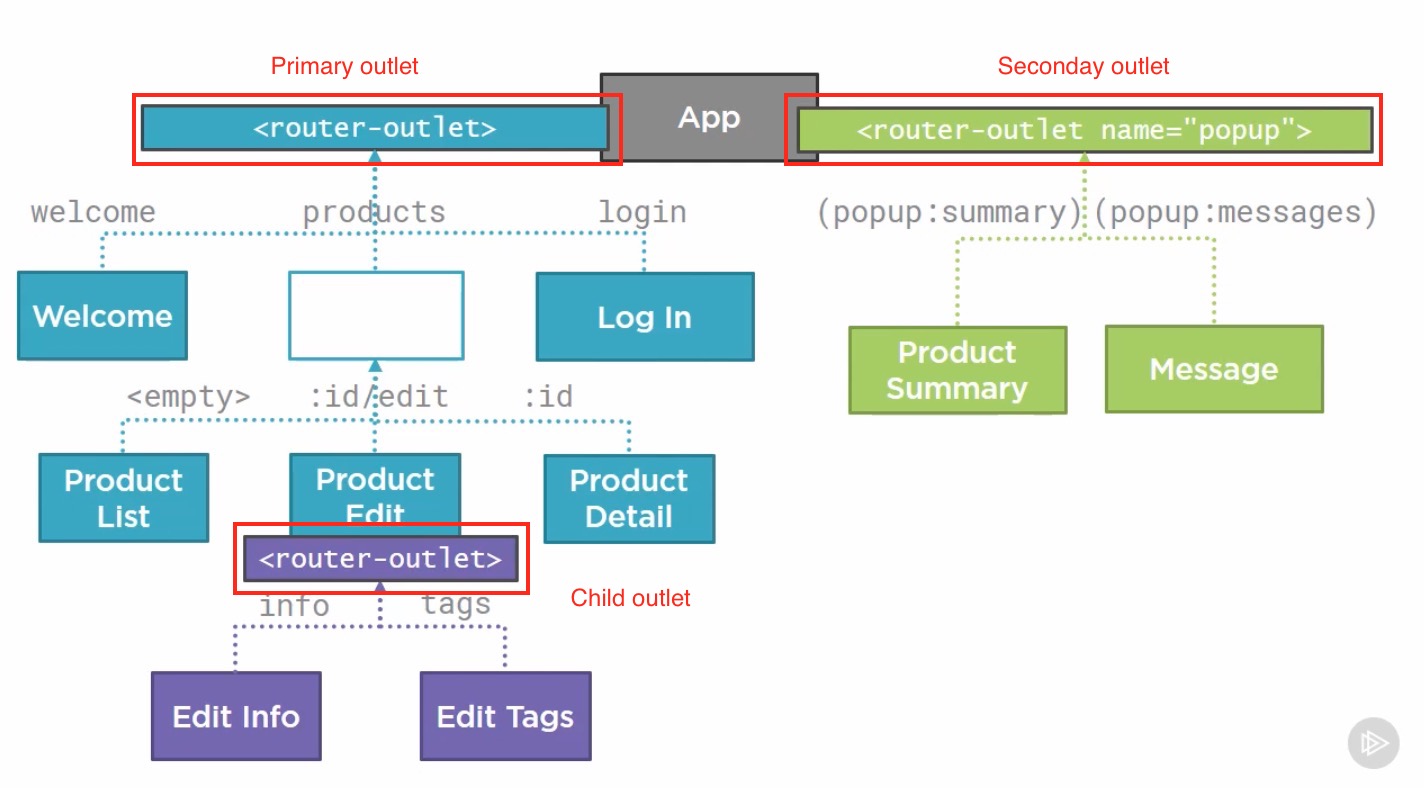 Primary outlet
Seconday outlet
<router-outlet>
App
<router-outlet name="popup">
welcome
products
login
(popup:summary)
(popup:messages)
Welcome
Log In
Product
Summary
Message
<empty>
:id/edit
:id
Product
List
Product
Edit
Product
Detail
<router-outlet>
Child outlet
info
tags
Edit Info
Edit Tags